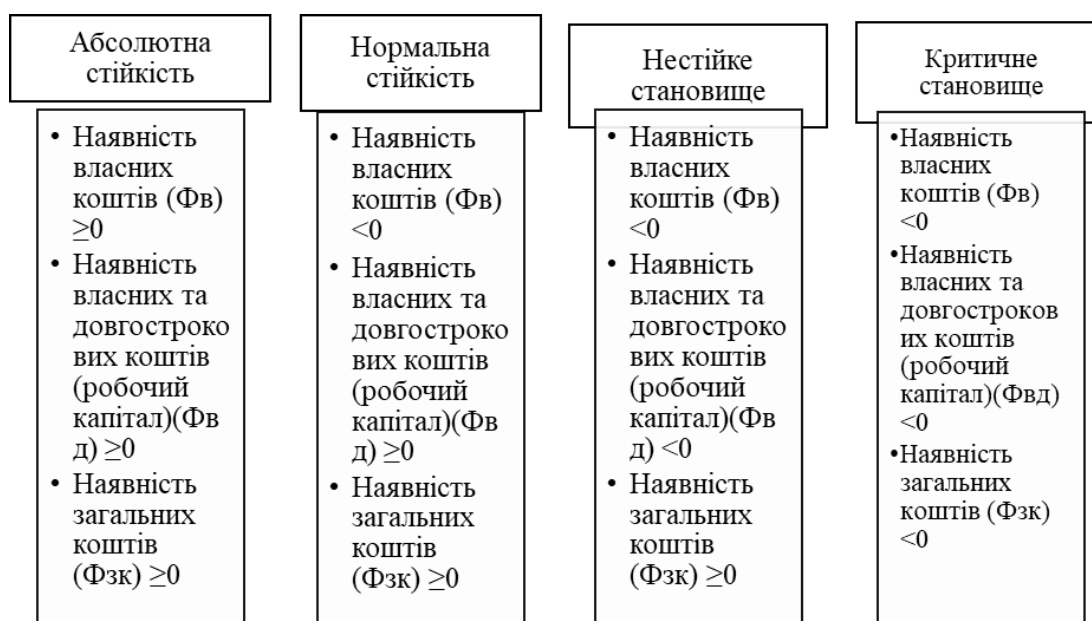 Абсолютна
стійкість
• Наявність
власних
коштів (Фв)
≥0
• Наявність
власних та
довгостроко
вих коштів
(робочий
капітал)(Фв
д) ≥0
• Наявність
загальних
коштів
(Фзк) ≥0
Нормальна
стійкість
• Наявність
власних
коштів (Фв)
<0
• Наявність
власних та
довгостроко
вих коштів
(робочий
капітал)(Фв
д) ≥0
• Наявність
загальних
коштів
(Фзк) ≥0
Нестійке
становище
• Наявність
власних
коштів (Фв)
<0
• Наявність
власних та
довгостроко
вих коштів
(робочий
капітал)(Фв
д) <0
• Наявність
загальних
коштів
(Фзк) ≥0
Критичне
становище
•Наявність
власних
коштів (Фв)
<0
•Наявність
власних та
довгостроков
их коштів
(робочий
капітал)(Фвд)
<0
•Наявність
загальних
коштів (Фзк)
<0